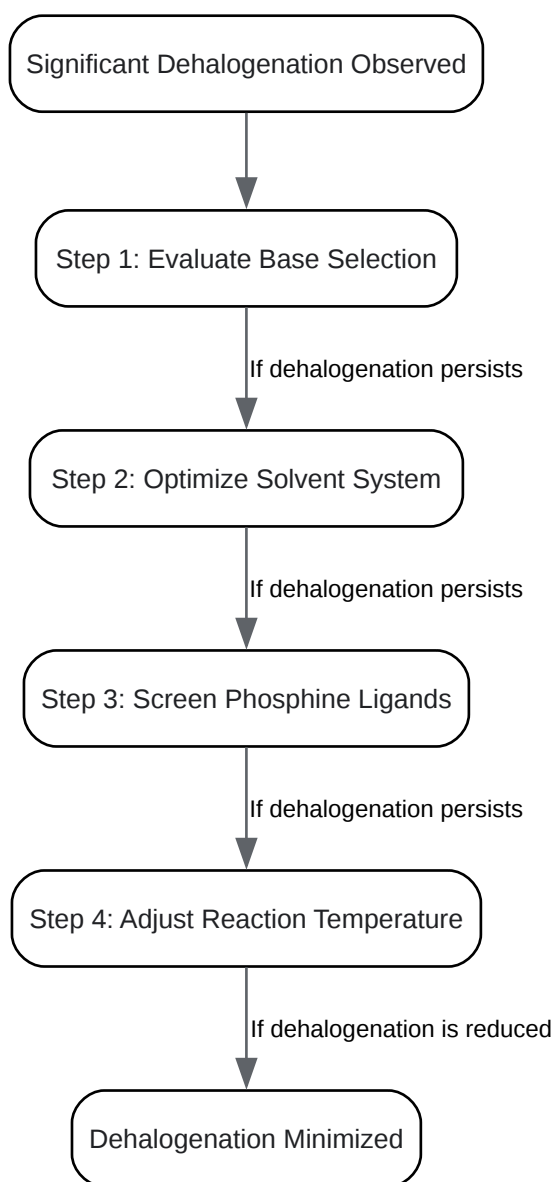 Significant Dehalogenation Observed
Step 1: Evaluate Base Selection
If dehalogenation persists
Step 2: Optimize Solvent System
If dehalogenation persists
Step 3: Screen Phosphine Ligands
If dehalogenation persists
Step 4: Adjust Reaction Temperature
If dehalogenation is reduced
Dehalogenation Minimized